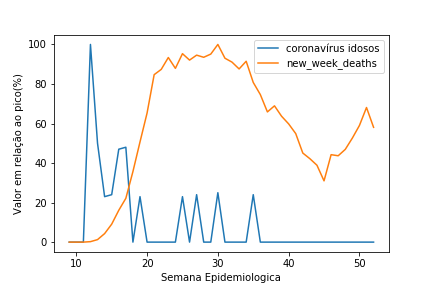 coronavírus idosos
new_week_deaths
Valor em relação ao pico(%)
100
80
60
40
20
0
10
20
30
40
50
Semana Epidemiologica